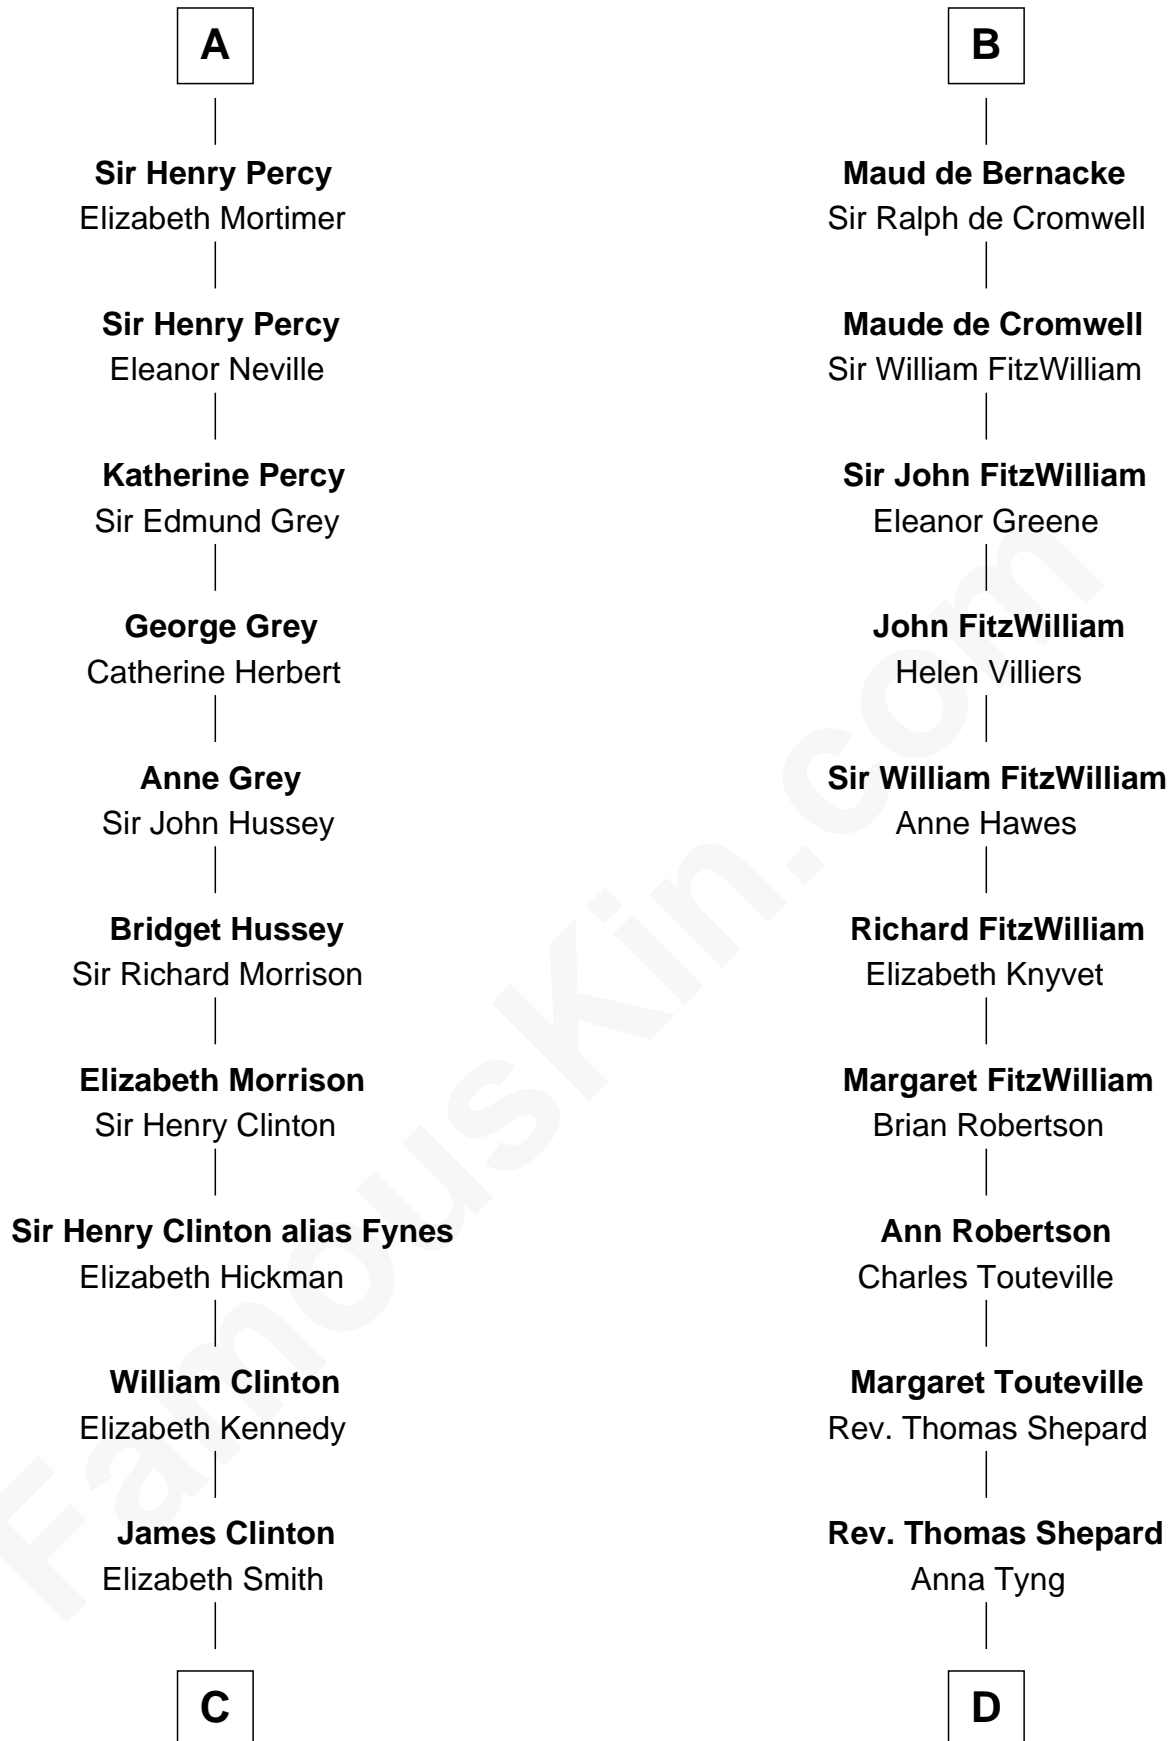 A
Sir Henry Percy
Elizabeth Mortimer
Sir Henry Percy
Eleanor Neville
Katherine Percy
Sir Edmund Grey
George Grey
Catherine Herbert
Anne Grey
Sir John Hussey
Bridget Hussey
Sir Richard Morrison
Elizabeth Morrison
Sir Henry Clinton
Sir Henry Clinton alias Fynes
Elizabeth Hickman
William Clinton
Elizabeth Kennedy
James Clinton
Elizabeth Smith
C
B
Maud de Bernacke
Sir Ralph de Cromwell
Maude de Cromwell
Sir William FitzWilliam
Sir John FitzWilliam
Eleanor Greene
John FitzWilliam
Helen Villiers
Sir William FitzWilliam
Anne Hawes
Richard FitzWilliam
Elizabeth Knyvet
Margaret FitzWilliam
Brian Robertson
Ann Robertson
Charles Touteville
Margaret Touteville
Rev. Thomas Shepard
Rev. Thomas Shepard
Anna Tyng
D
FamousKin.com